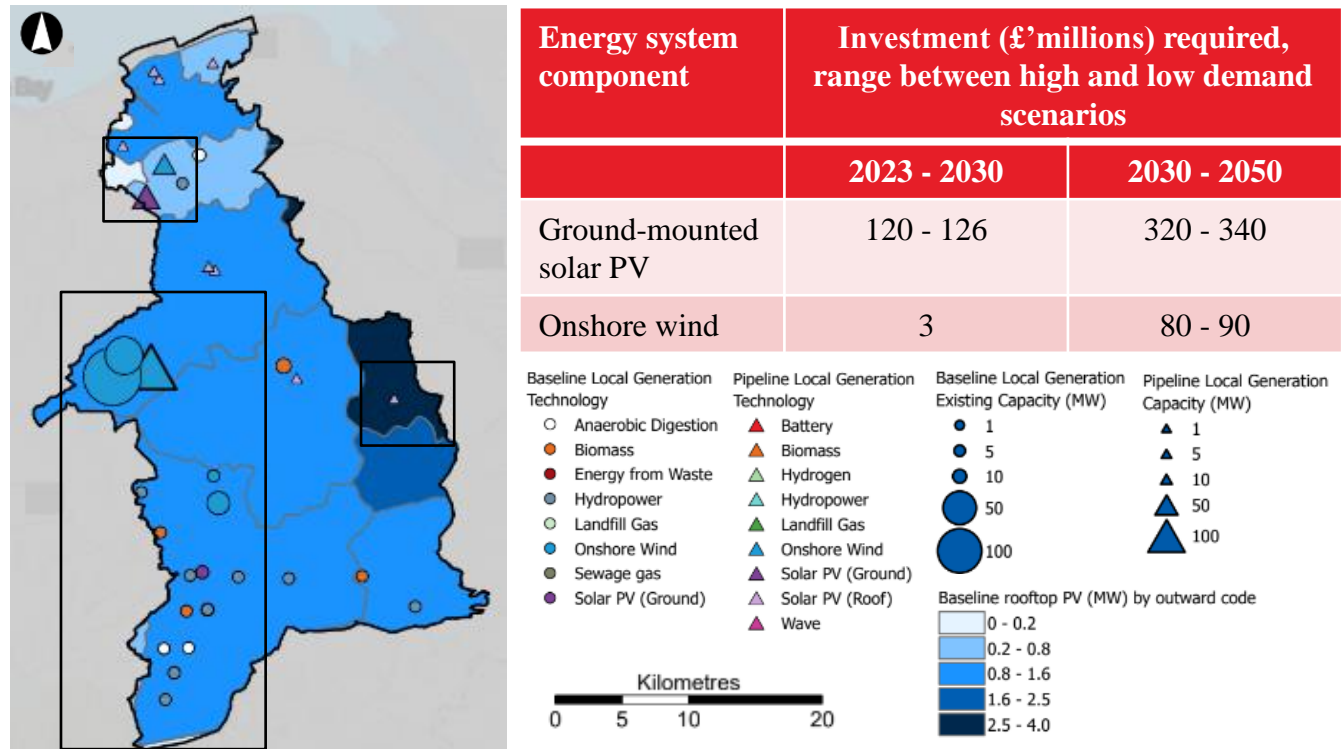 Bay
Energy system component
Investment (£’millions) required, range between high and low demand scenarios
2023 - 2030
2030 - 2050
Ground-mounted solar PV
120 - 126
320 - 340
Onshore wind
3
80 - 90
Baseline Local Generation
Technology
Anaerobic Digestion
Biomass
Energy from Waste
Hydropower
Landfill Gas
Onshore Wind
Sewage gas
Solar PV (Ground)
Pipeline Local Generation
Technology
Battery
Biomass
Hydrogen
Hydropower
Landfill Gas
Onshore Wind
Solar PV (Ground)
Solar PV (Roof)
Wave
Baseline Local Generation
Existing Capacity (MW)
1
5
10
50
100
Pipeline Local Generation
Capacity (MW)
1
5
10
50
100
Baseline rooftop PV (MW) by outward code
0 - 0.2
0.2 - 0.8
0.8 - 1.6
1.6 - 2.5
2.5 - 4.0
Kilometres
0 5 10 20